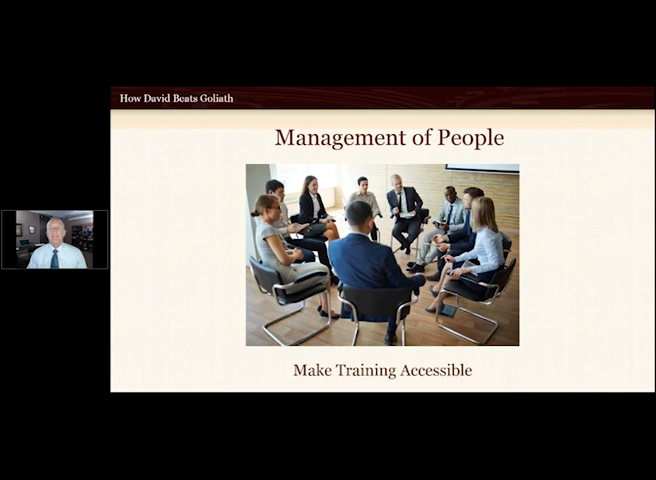 How David Beats Goliath
Management of People
Make Training Accessible